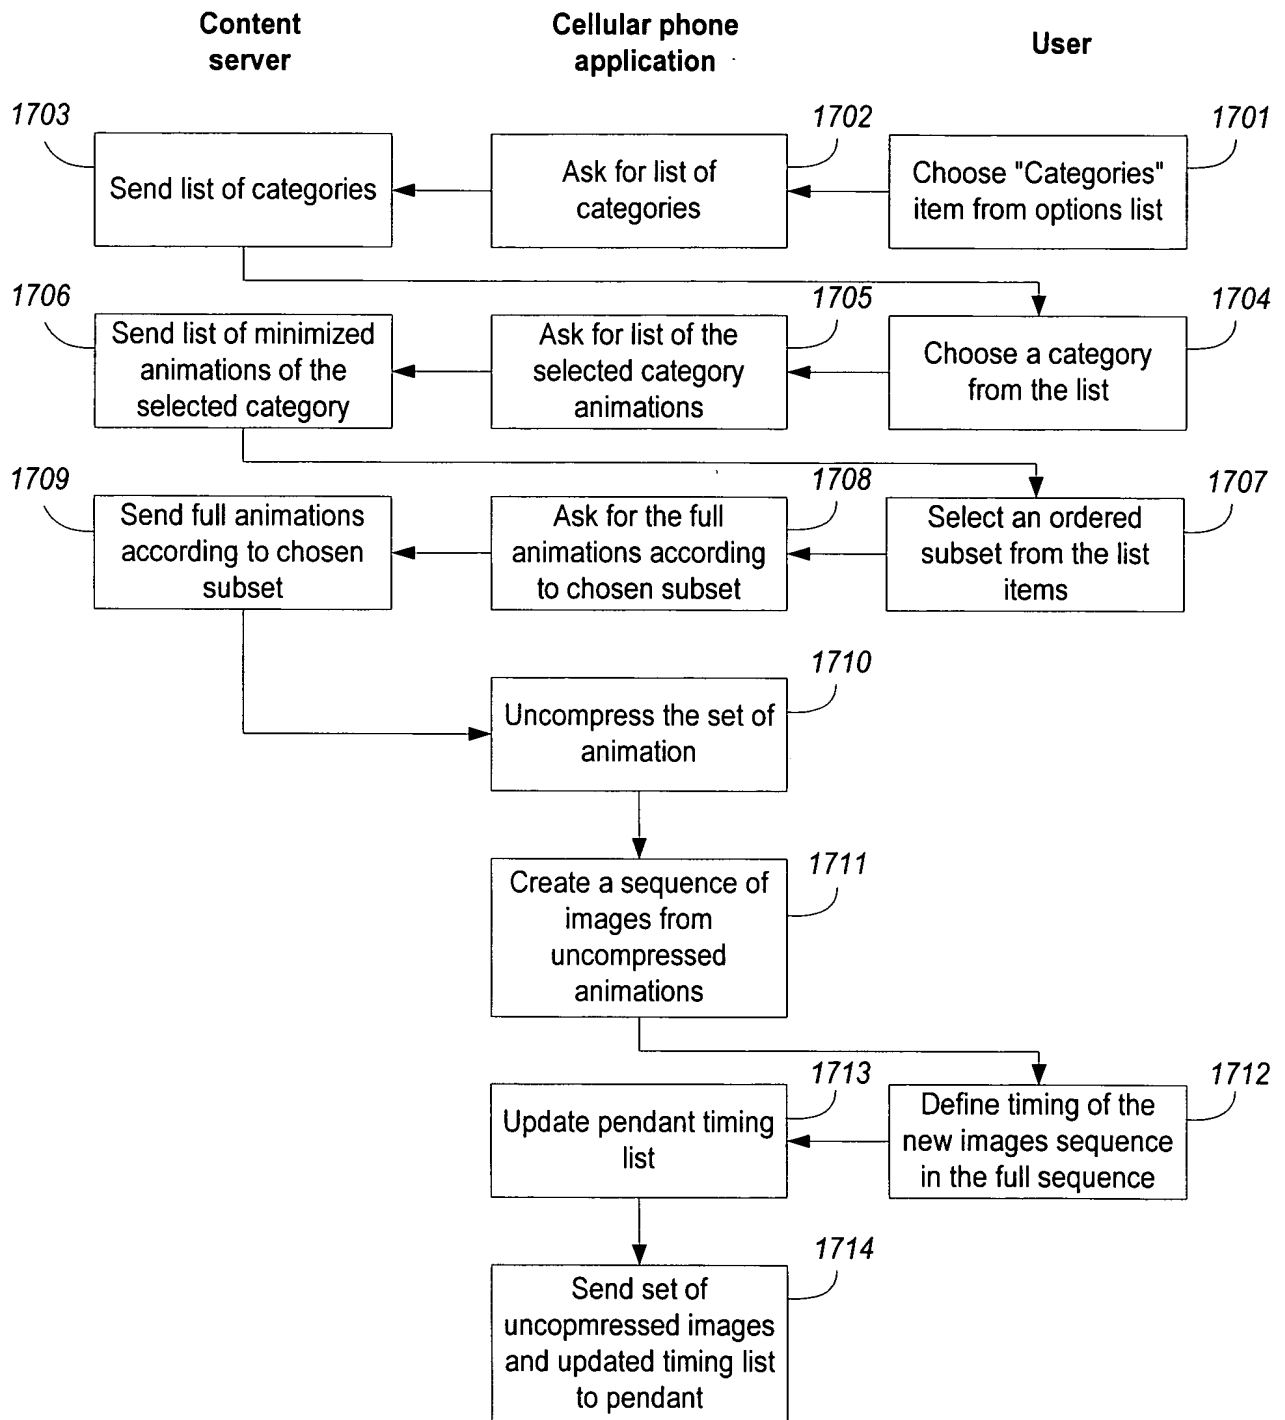 Content
server
Cellular phone
application
User
1703
1702
1701
Send list of categories
Ask for list of
categories
Choose "Categories"
item from options list
1706
1705
1704
Send list of minimized
animations of the
selected category
Ask for list of the
selected category
animations
Choose a category
from the list
1709
1708
1707
Send full animations
according to chosen
subset
Ask for the full
animations according
to chosen subset
Select an ordered
subset from the list
items
1710
Uncompress the set of
animation
1711
Create a sequence of
images from
uncompressed
animations
1713
1712
Update pendant timing
list
Define timing of the
new images sequence
in the full sequence
1714
Send set of
uncopmressed images
and updated timing list
to pendant